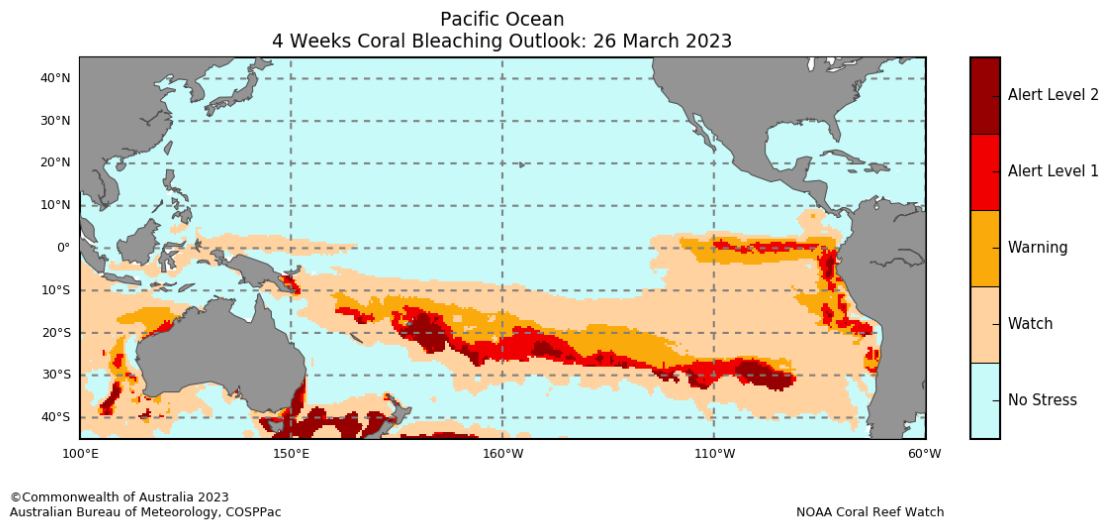 Pacific Ocean
4 Weeks Coral Bleaching Outlook: 26 March 2023
40°N
30°N
20°N
10°N
0°
10°S
20°S
30°S
40°S
100°E
150°E
160°W
110°W
60°W
Alert Level 2
Alert Level 1
Warning
Watch
No Stress
©Commonwealth of Australia 2023
Australian Bureau of Meteorology, COSPPac
NOAA Coral Reef Watch